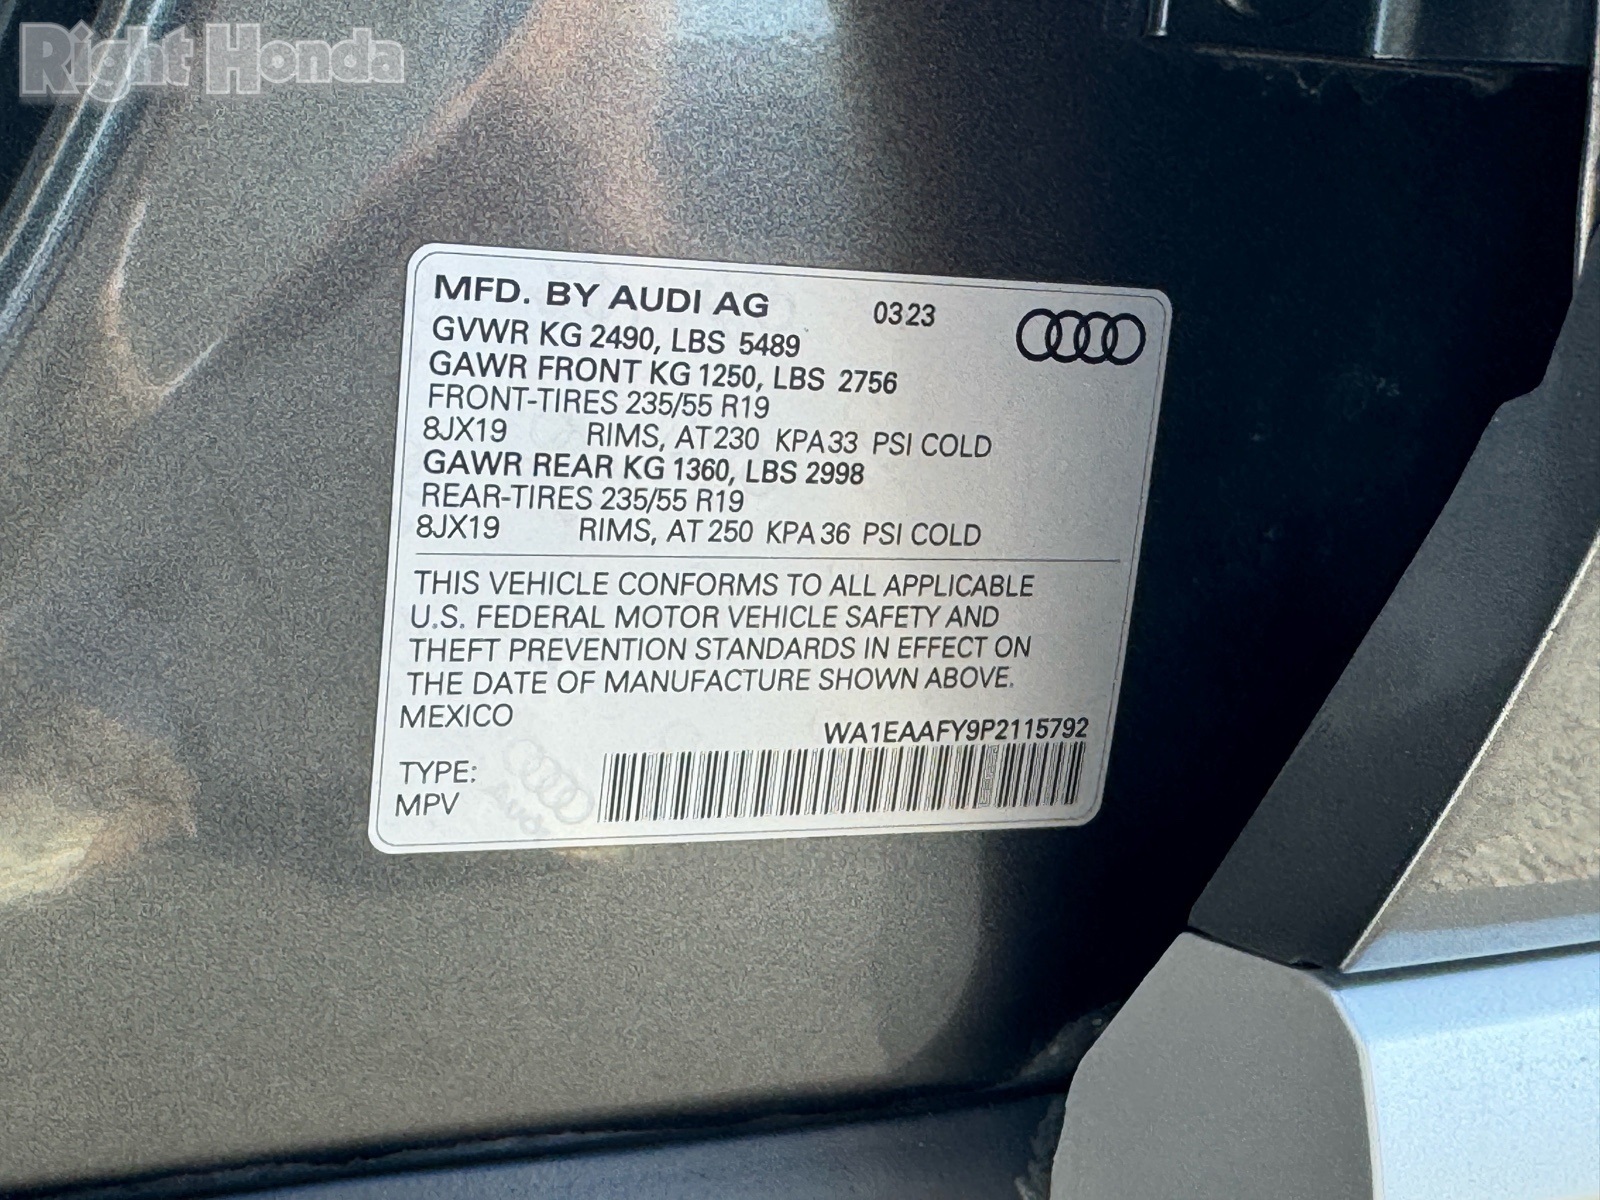 Right Honda
MFD. BY AUDI AG 0323
GVWR KG 2490, LBS 5489
GAWR FRONT KG 1250, LBS 2756
FRONT-TIRES 235/55 R19
8JX19 RIMS, AT 230 KPA 33 PSI COLD
GAWR REAR KG 1360, LBS 2998
REAR-TIRES 235/55 R19
8JX19 RIMS, AT 250 KPA 36 PSI COLD
THIS VEHICLE CONFORMS TO ALL APPLICABLE
U.S. FEDERAL MOTOR VEHICLE SAFETY AND
THEFT PREVENTION STANDARDS IN EFFECT ON
THE DATE OF MANUFACTURE SHOWN ABOVE.
MEXICO
WA1EAAFY9P2115792
TYPE:
MPV